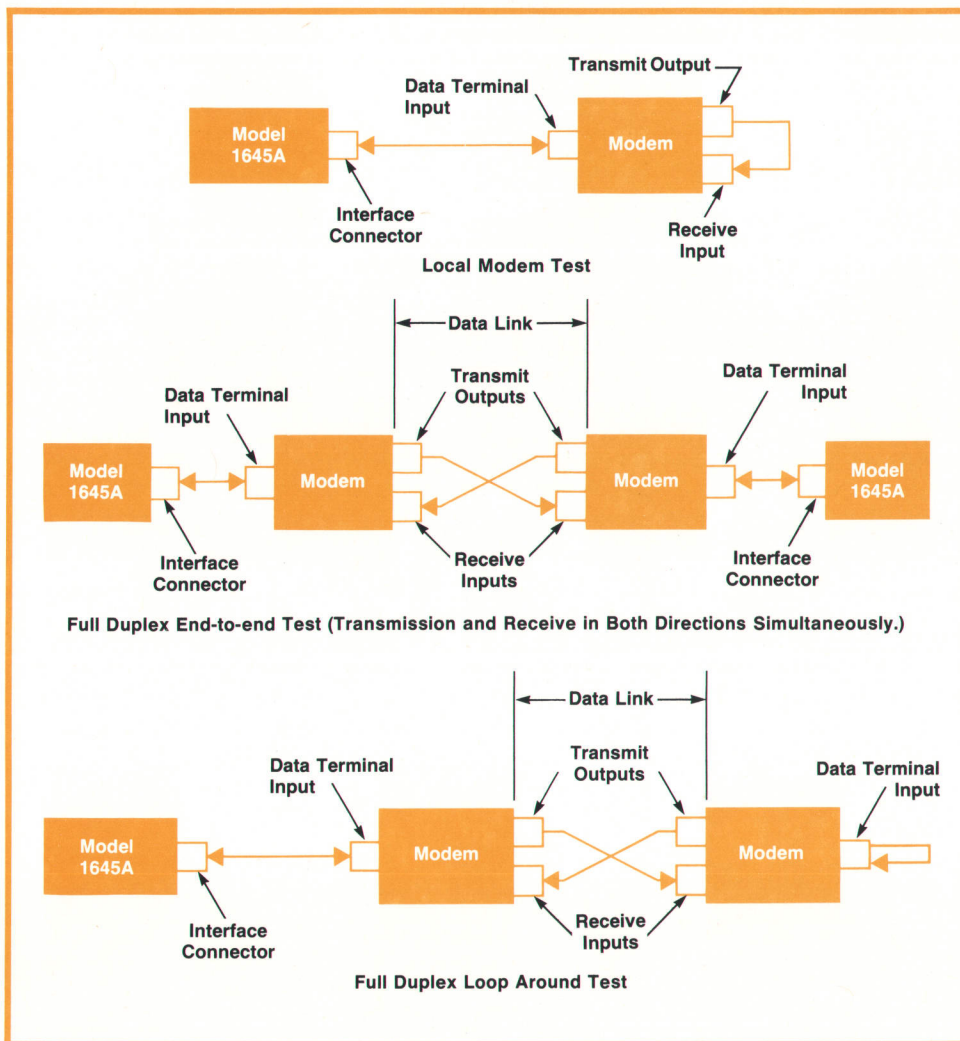 Transmit Output
Data Terminal
Input
Model
1645A
Modem
Interface
Connector
Receive
Input
Local Modem Test
Data Link
Data Terminal
Input
Transmit
Outputs
Data Terminal
Input
Model
1645A
Modem
Modem
Model
1645A
Interface
Connector
Receive
Inputs
Interface
Connector
Full Duplex End-to-end Test (Transmission and Receive in Both Directions Simultaneously.)
Data Link
Data Terminal
Input
Transmit
Outputs
Data Terminal
Input
Model
1645A
Modem
Modem
Interface
Connector
Receive
Inputs
Full Duplex Loop Around Test